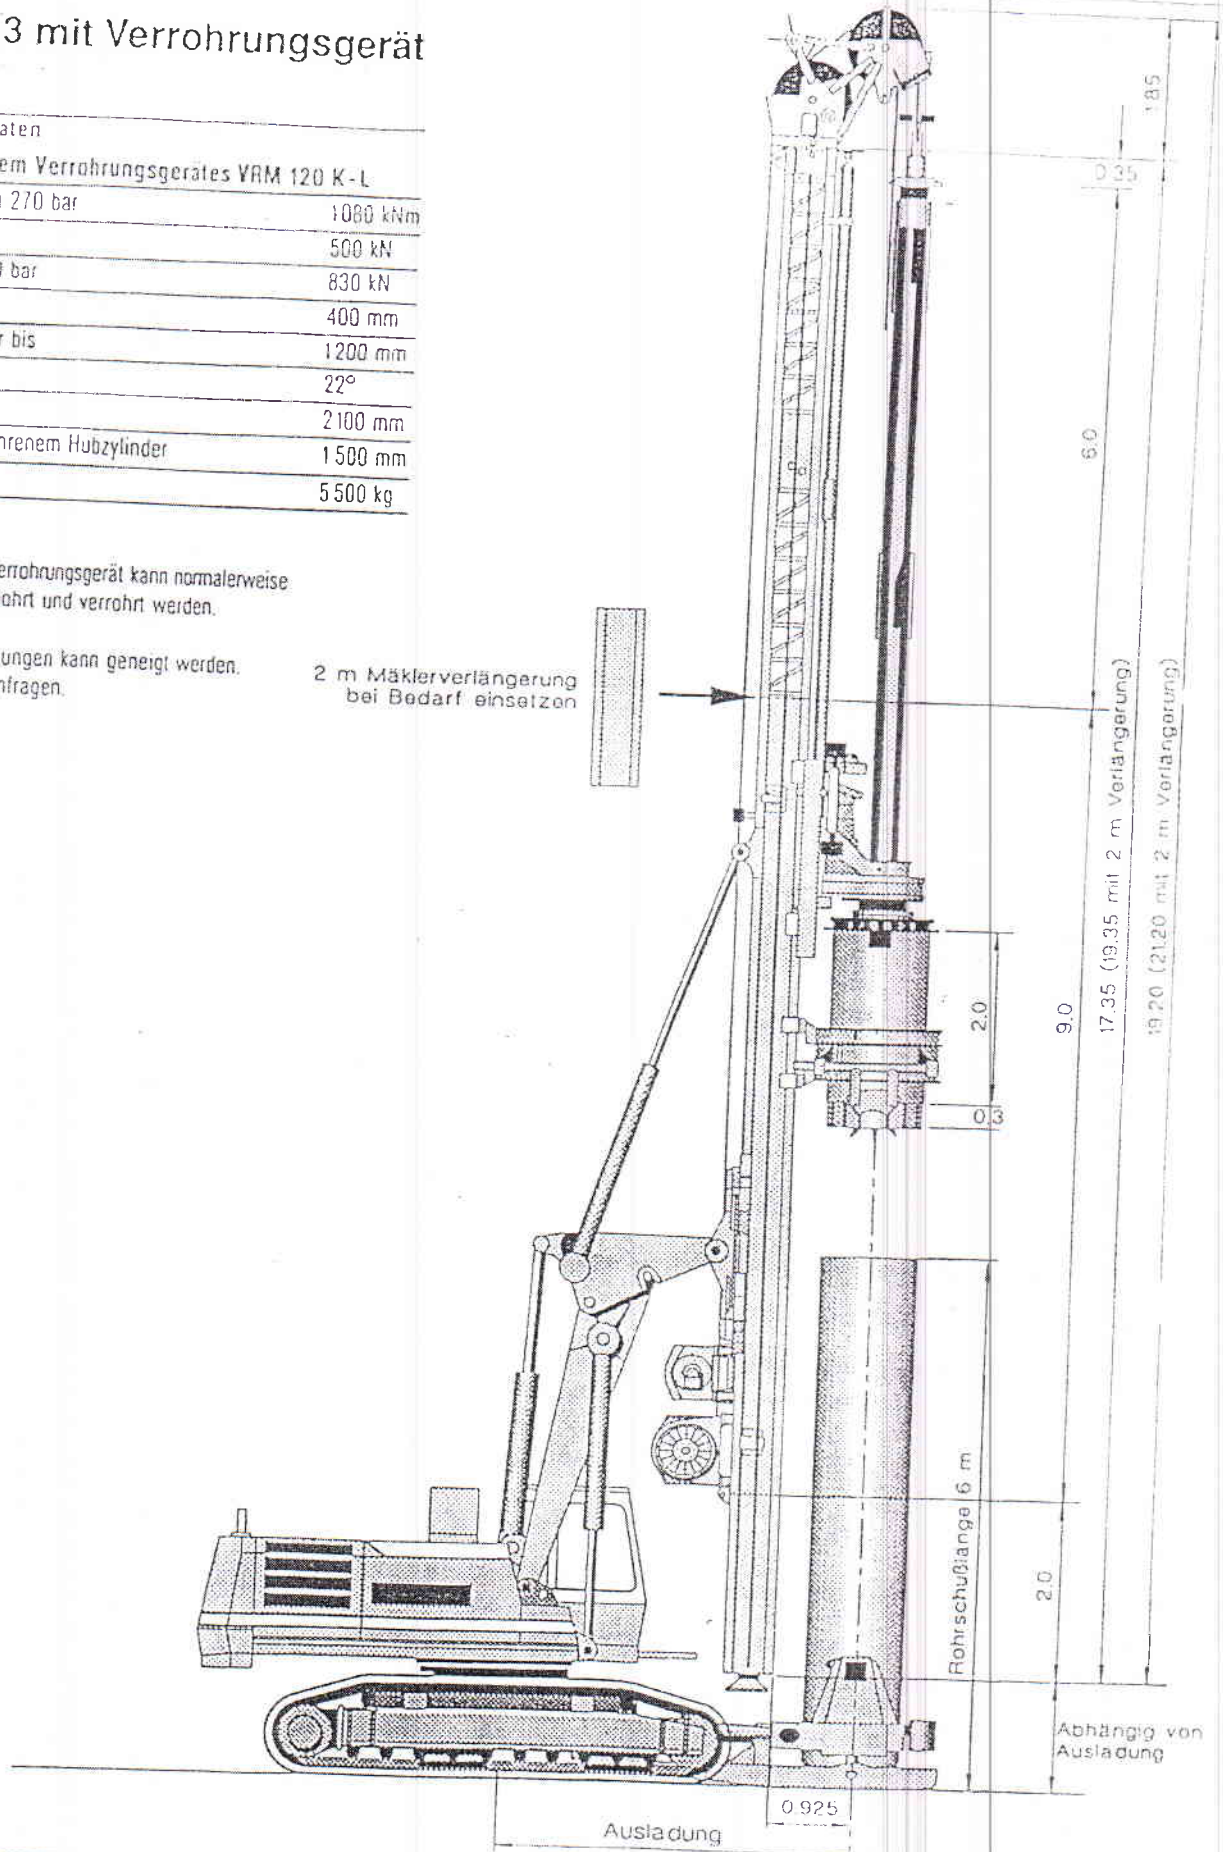 3 mit Verrohrungsgerät
aten
em Verrohrungsgerätes VRM 120 K-L
270 bar 1080 kNm
500 kN
bar 830 kN
400 mm
r bis 1200 mm
22°
2100 mm
hrenem Hubzylinder 1500 mm
5500 kg
errohrungsgerät kann normalerweise
ohrt und verrohrt werden.
ungen kann geneigt werden.
nfragen.
2 m Mäklerverlängerung
bei Bedarf einsetzen
1.85
0.35
6.0
17.35 (19.35 mit 2 m Verlängerung)
19.20 (21.20 mit 2 m Verlängerung)
2.0
9.0
0.3
Rohrschußlänge 6 m
2.0
Abhängig von
Ausladung
0.925
Ausladung